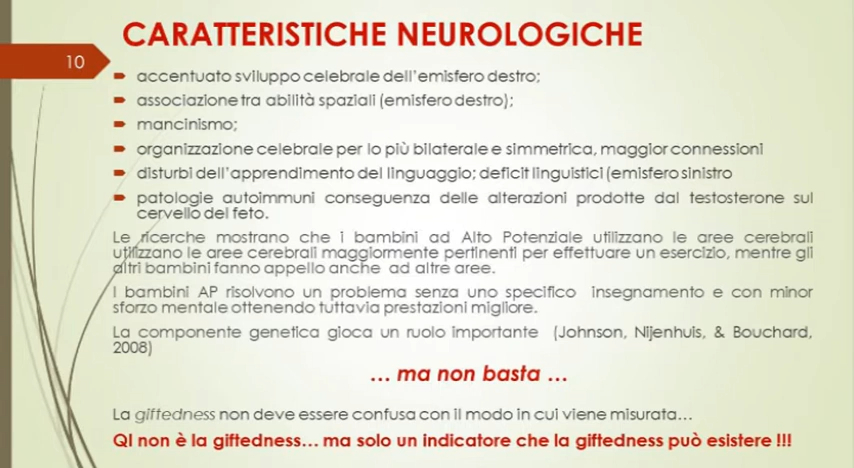 CARATTERISTICHE NEUROLOGICHE
10
accentuato sviluppo celebrale dell'emisfero destro;
associazione tra abilità spaziali (emisfero destro);
mancinismo;
organizzazione celebrale per lo più bilaterale e simmetrica, maggior connessioni
disturbi dell'apprendimento del linguaggio; deficit linguistici (emisfero sinistro
patologie autoimmuni conseguenza delle alterazioni prodotte dal testosterone sul
cervello del feto.
Le ricerche mostrano che i bambini ad Alto Potenziale utilizzano le aree cerebrali
utilizzano le aree cerebrali maggiormente pertinenti per effettuare un esercizio, mentre gli
altri bambini fanno appello anche ad altre aree.
I bambini AP risolvono un problema senza uno specifico insegnamento e con minor
sforzo mentale ottenendo tuttavia prestazioni migliore.
La componente genetica gioca un ruolo importante (Johnson, Nijenhuis, & Bouchard,
2008)
… ma non basta …
La giftedness non deve essere confusa con il modo in cui viene misurata…
QI non è la giftedness… ma solo un indicatore che la giftedness può esistere !!!